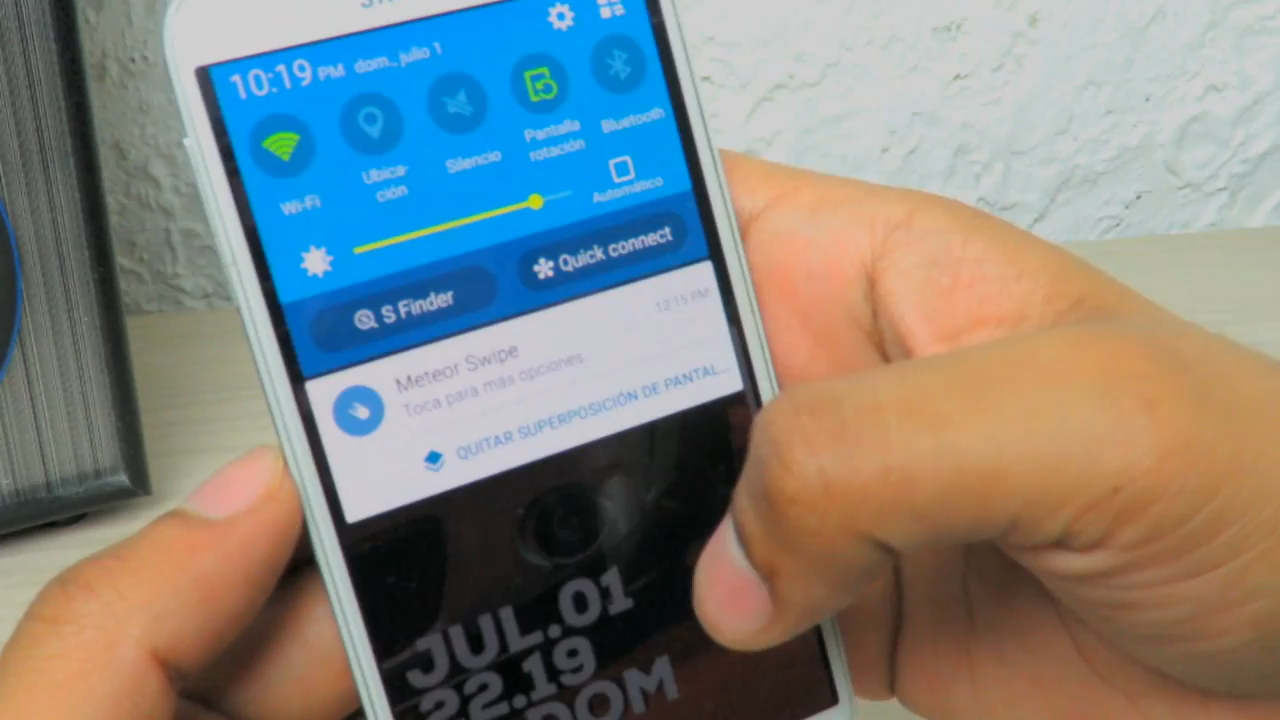 10:19 PM dom., julio 1
Wi-Fi
Ubica-
ción
Silencio
Pantalla
rotación
Bluetooth
Automático
S Finder
Quick connect
Meteor Swipe
12:15 PM
Toca para más opciones.
QUITAR SUPERPOSICIÓN DE PANTAL...
JUL.01
22.19
DOM